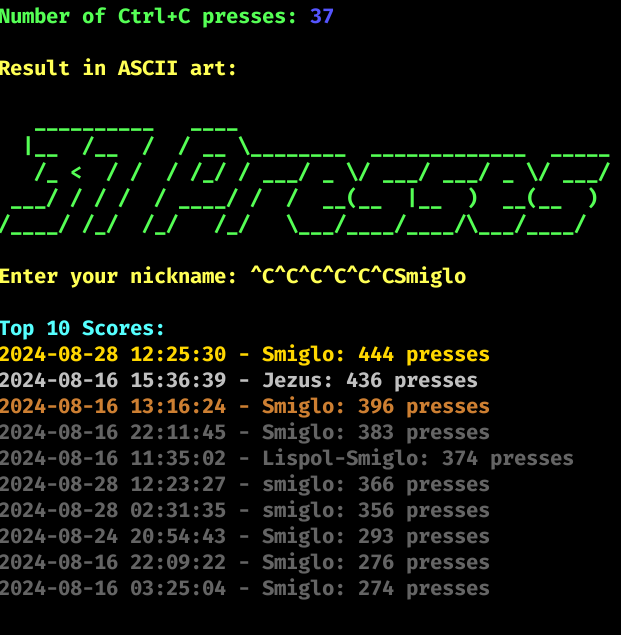 Number of Ctrl+C presses: 37
Result in ASCII art:
37 Presses
Enter your nickname: ^C^C^C^C^C^CSmiglo
Top 10 Scores:
2024-08-28 12:25:30 - Smiglo: 444 presses
2024-08-16 15:36:39 - Jezus: 436 presses
2024-08-16 13:16:24 - Smiglo: 396 presses
2024-08-16 22:11:45 - Smiglo: 383 presses
2024-08-16 11:35:02 - Lispol-Smiglo: 374 presses
2024-08-28 12:23:27 - smiglo: 366 presses
2024-08-28 02:31:35 - smiglo: 356 presses
2024-08-24 20:54:43 - Smiglo: 293 presses
2024-08-16 22:09:22 - Smiglo: 276 presses
2024-08-16 03:25:04 - Smiglo: 274 presses